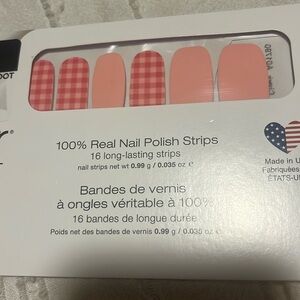 OOT
r
100% Real Nail Polish Strips
16 long-lasting strips
nail strips net wt 0.99 g / 0.035 oz
Made in U
Fabriquées
ÉTATS-UN
Bandes de vernis
à ongles véritable à 100%
16 bandes de longue durée
Poids net des bandes de vernis 0.99 g / 0.035 oz